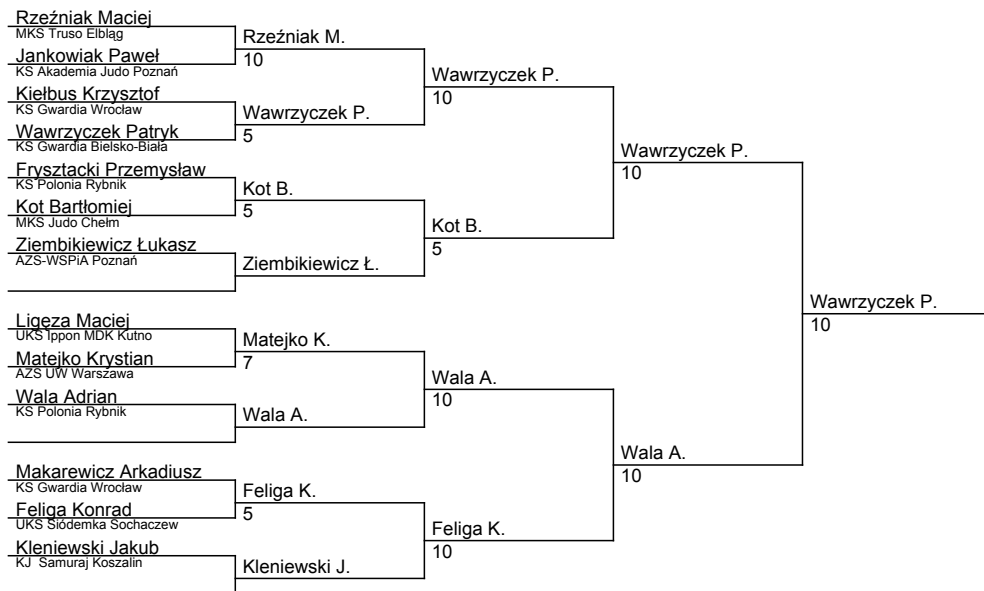 Rzeźniak Maciej
MKS Truso Elbląg
Jankowiak Paweł
KS Akademia Judo Poznań
Kiełbus Krzysztof
KS Gwardia Wrocław
Wawrzyczek Patryk
KS Gwardia Bielsko-Biała
Frysztacki Przemysław
KS Polonia Rybnik
Kot Bartłomiej
MKS Judo Chełm
Ziembikiewicz Łukasz
AZS-WSPiA Poznań
Ligęza Maciej
UKS Ippon MDK Kutno
Matejko Krystian
AZS UW Warszawa
Wala Adrian
KS Polonia Rybnik
Makarewicz Arkadiusz
KS Gwardia Wrocław
Feliga Konrad
UKS Siódemka Sochaczew
Kleniewski Jakub
KJ Samuraj Koszalin
Rzeźniak M.
10
Wawrzyczek P.
5
Kot B.
5
Ziembikiewicz Ł.
Matejko K.
7
Wala A.
Feliga K.
5
Kleniewski J.
Wawrzyczek P.
10
Kot B.
5
Wala A.
10
Feliga K.
10
Wawrzyczek P.
10
Wala A.
10
Wawrzyczek P.
10